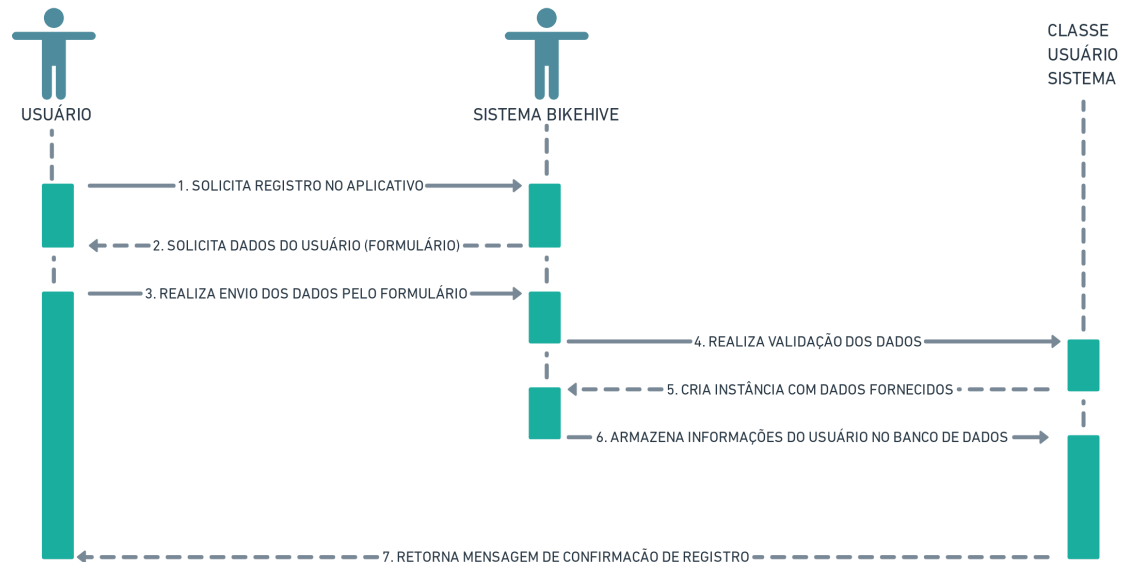 CLASSE
USUÁRIO
SISTEMA
USUÁRIO
SISTEMA BIKEHIVE
1. SOLICITA REGISTRO NO APLICATIVO
2. SOLICITA DADOS DO USUÁRIO (FORMULÁRIO)
3. REALIZA ENVIO DOS DADOS PELO FORMULÁRIO
4. REALIZA VALIDAÇÃO DOS DADOS
5. CRIA INSTÂNCIA COM DADOS FORNECIDOS
6. ARMAZENA INFORMAÇÕES DO USUÁRIO NO BANCO DE DADOS
7. RETORNA MENSAGEM DE CONFIRMAÇÃO DE REGISTRO